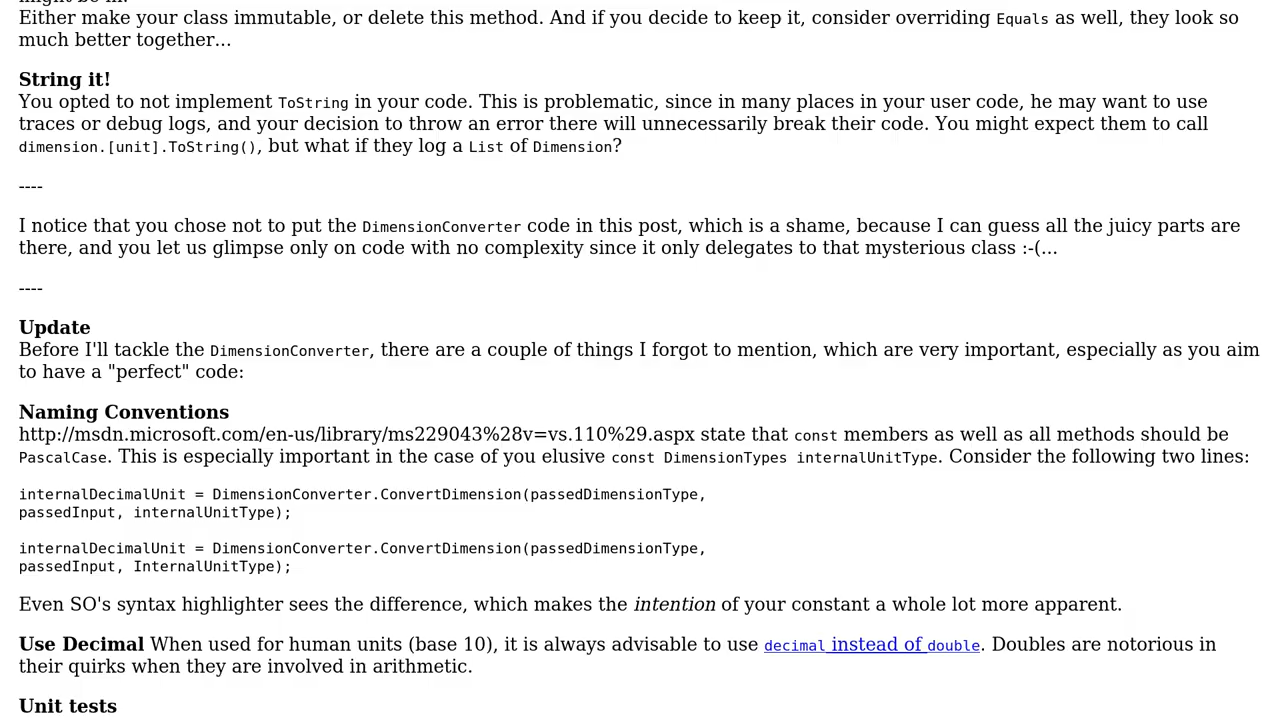 Either make your class immutable, or delete this method. And if you decide to keep it, consider overriding Equals as well, they look so
much better together...
String it!
You opted to not implement ToString in your code. This is problematic, since in many places in your user code, he may want to use
traces or debug logs, and your decision to throw an error there will unnecessarily break their code. You might expect them to call
dimension.[unit].ToString(), but what if they log a List of Dimension?
----
I notice that you chose not to put the DimensionConverter code in this post, which is a shame, because I can guess all the juicy parts are
there, and you let us glimpse only on code with no complexity since it only delegates to that mysterious class :-(...
----
Update
Before I'll tackle the DimensionConverter, there are a couple of things I forgot to mention, which are very important, especially as you aim
to have a "perfect" code:
Naming Conventions
http://msdn.microsoft.com/en-us/library/ms229043%28v=vs.110%29.aspx state that const members as well as all methods should be
PascalCase. This is especially important in the case of you elusive const DimensionTypes internalUnitType. Consider the following two lines:
internalDecimalUnit = DimensionConverter.ConvertDimension(passedDimensionType,
passedInput, internalUnitType);
internalDecimalUnit = DimensionConverter.ConvertDimension(passedDimensionType,
passedInput, InternalUnitType);
Even SO's syntax highlighter sees the difference, which makes the intention of your constant a whole lot more apparent.
Use Decimal When used for human units (base 10), it is always advisable to use decimal instead of double. Doubles are notorious in
their quirks when they are involved in arithmetic.
Unit tests